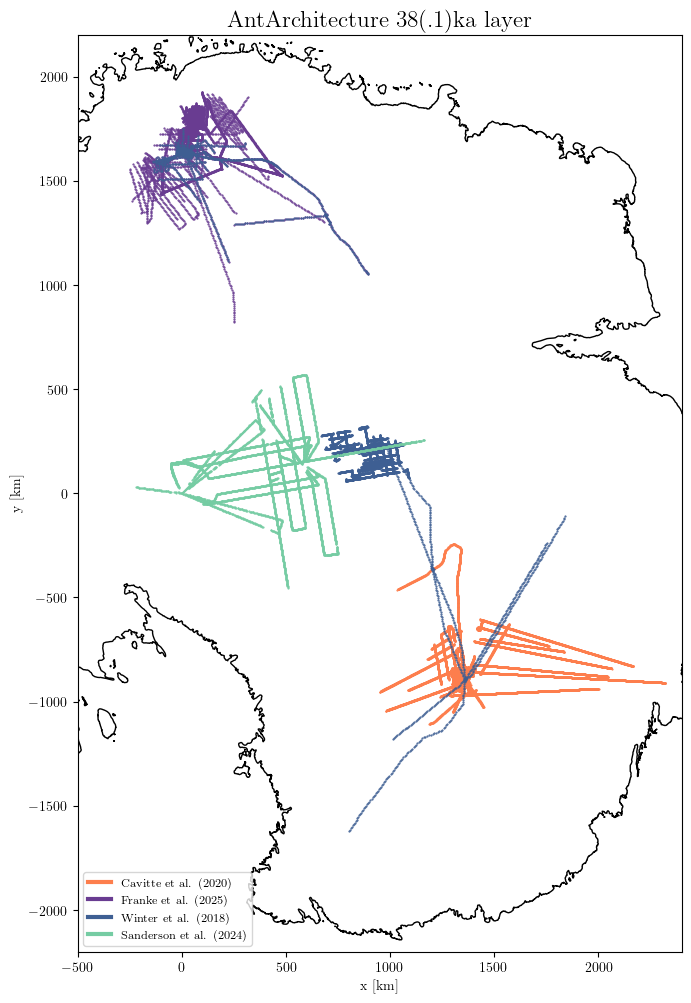 AntArchitecture 38(.1)ka layer
2000
1500
1000
500
0
−500
−1000
−1500
−2000
y [km]
Cavitte et al. (2020)
Franke et al. (2025)
Winter et al. (2018)
Sanderson et al. (2024)
−500 0 500 1000 1500 2000
x [km]